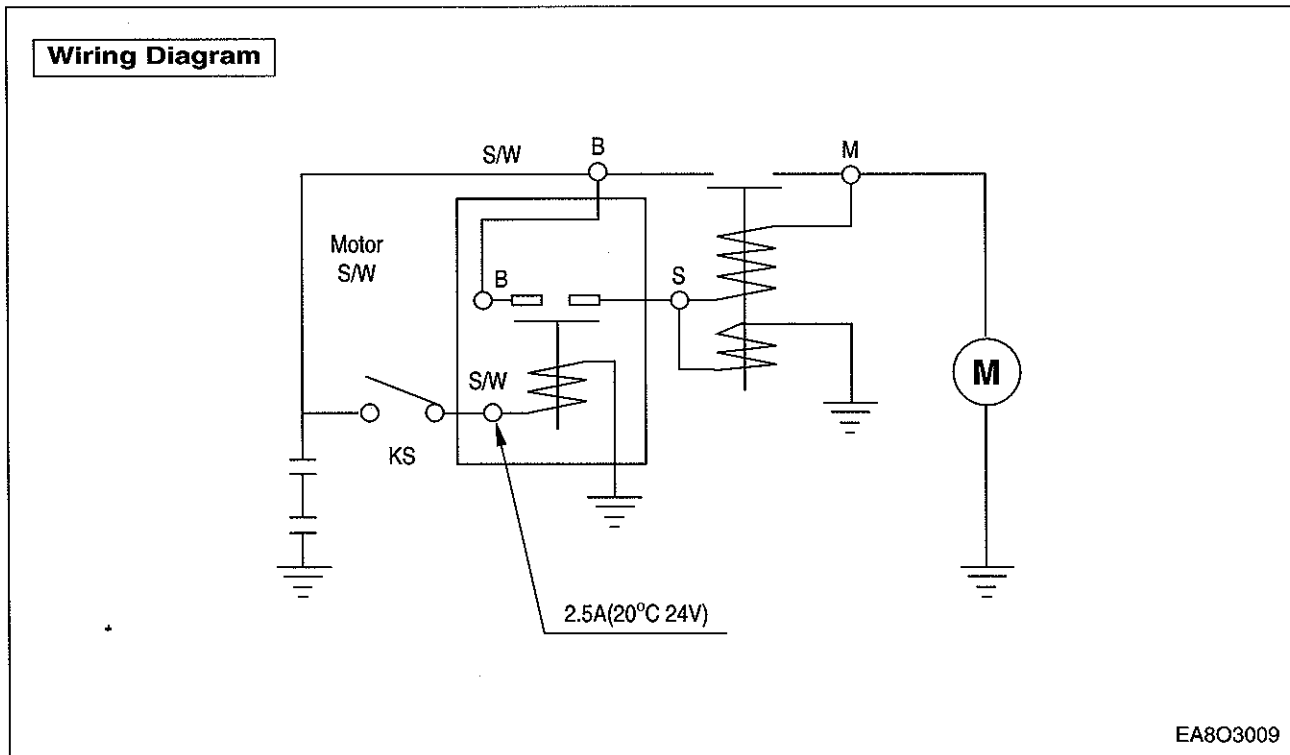 Wiring Diagram
S/W
B
M
Motor
S/W
B
S
S/W
M
KS
2.5A(20°C 24V)
EA8O3009